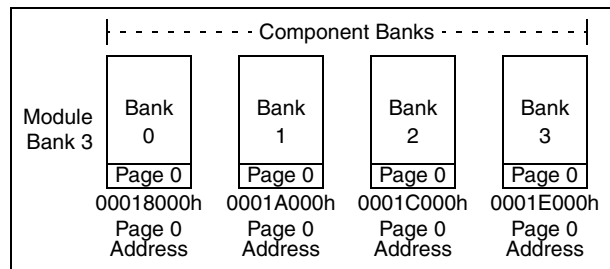 Component Banks
Module Bank 3
Bank 0 Bank 1 Bank 2 Bank 3
Page 0 Page 0 Page 0 Page 0
00018000h 0001A000h 0001C000h 0001E000h
Page 0 Page 0 Page 0 Page 0
Address Address Address Address